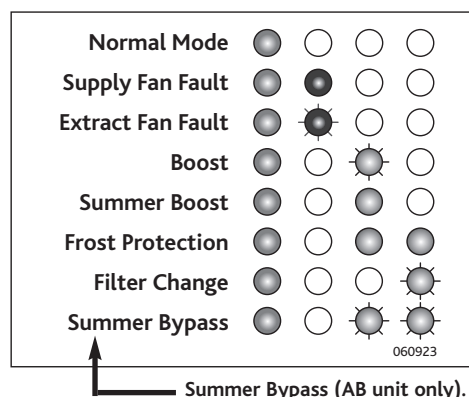 Normal Mode
Supply Fan Fault
Extract Fan Fault
Boost
Summer Boost
Frost Protection
Filter Change
Summer Bypass
060923
Summer Bypass (AB unit only).